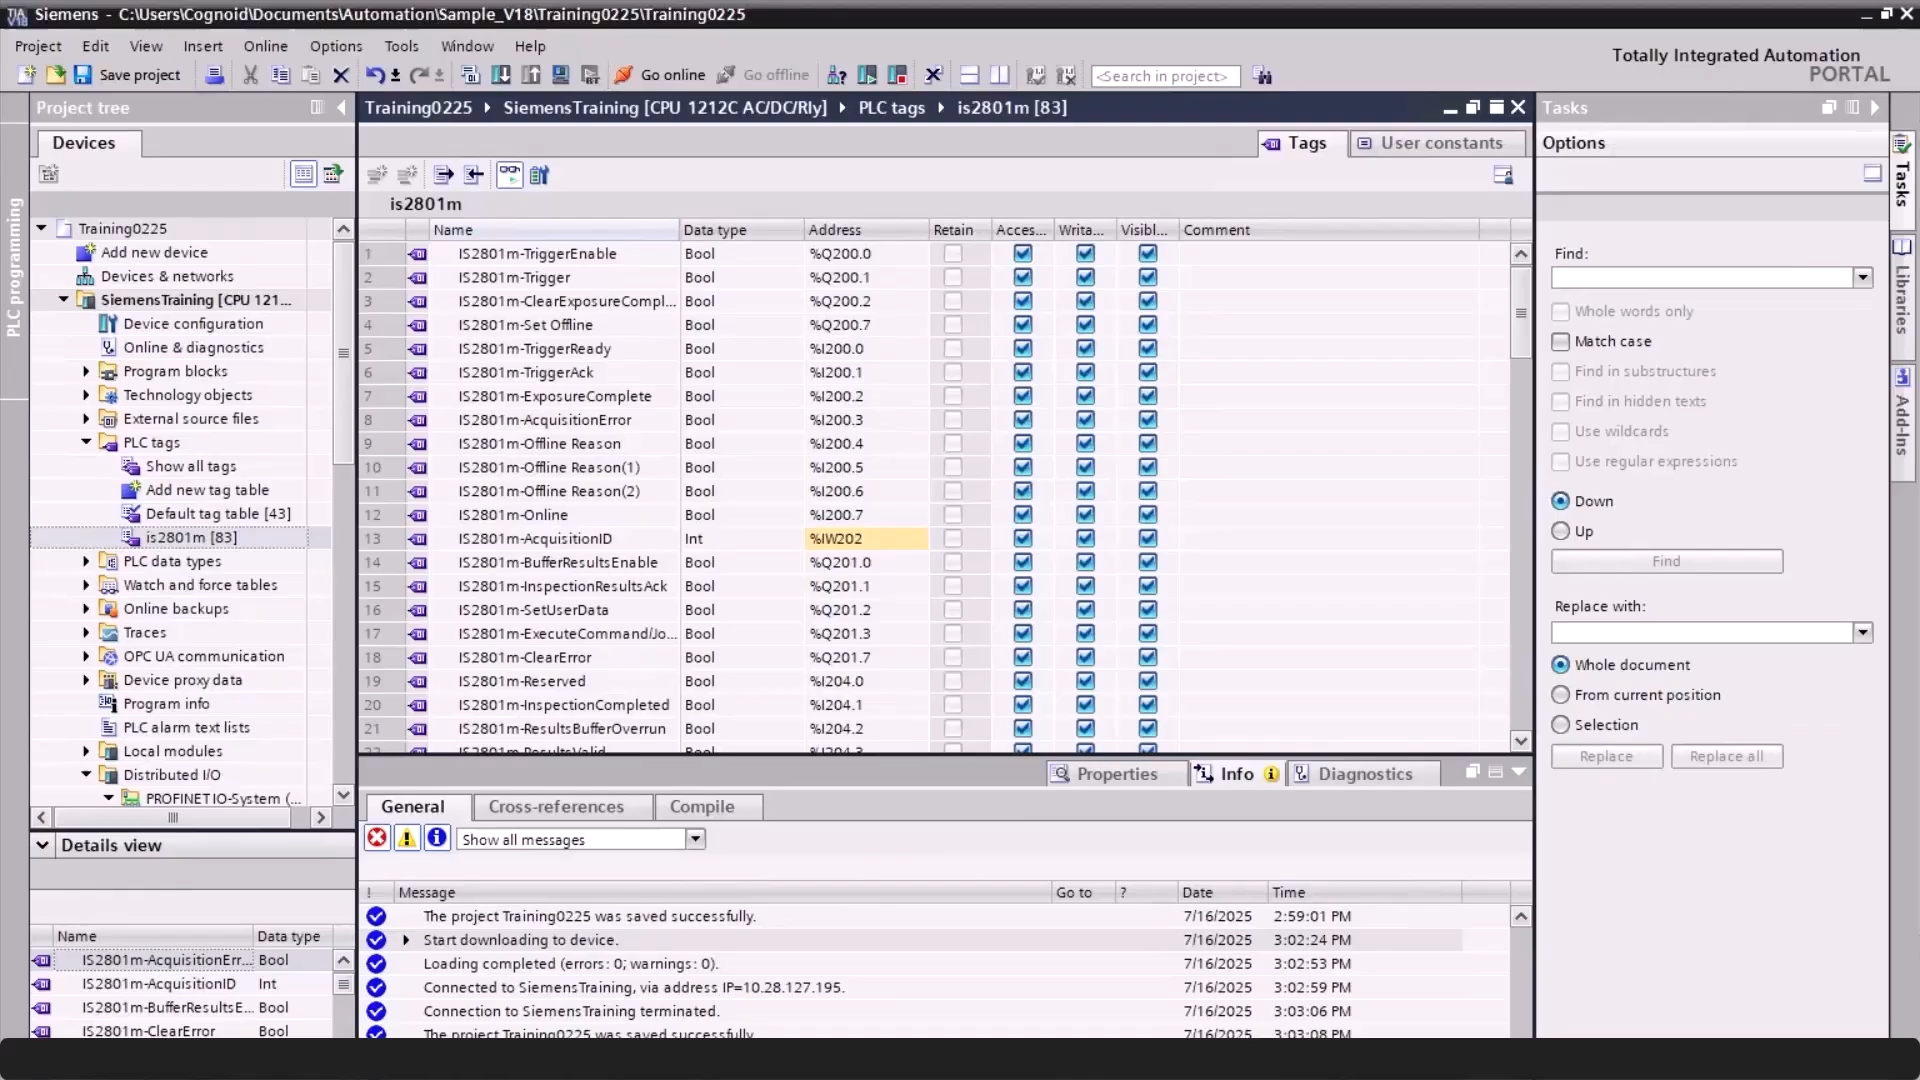 Siemens - C:\Users\Cognoid\Documents\Automation\Sample_V18\Training0225\Training0225
Project Edit View Insert Online Options Tools Window Help
Totally Integrated Automation
PORTAL
Save project Go online Go offline <Search in project>
Project tree
Training0225 SiemensTraining [CPU 1212C AC/DC/Rly] PLC tags is2801m [83]
Tasks
Devices
Tags User constants
Options
PLC programming
is2801m
Name Data type Address Retain Acces... Writa... Visibl... Comment
1 IS2801m-TriggerEnable Bool %Q200.0
2 IS2801m-Trigger Bool %Q200.1
3 IS2801m-ClearExposureCompl... Bool %Q200.2
4 IS2801m-Set Offline Bool %Q200.7
5 IS2801m-TriggerReady Bool %I200.0
6 IS2801m-TriggerAck Bool %I200.1
7 IS2801m-ExposureComplete Bool %I200.2
8 IS2801m-AcquisitionError Bool %I200.3
9 IS2801m-Offline Reason Bool %I200.4
10 IS2801m-Offline Reason(1) Bool %I200.5
11 IS2801m-Offline Reason(2) Bool %I200.6
12 IS2801m-Online Bool %I200.7
13 IS2801m-AcquisitionID Int %IW202
14 IS2801m-BufferResultsEnable Bool %Q201.0
15 IS2801m-InspectionResultsAck Bool %Q201.1
16 IS2801m-SetUserData Bool %Q201.2
17 IS2801m-ExecuteCommand/Jo... Bool %Q201.3
18 IS2801m-ClearError Bool %Q201.7
19 IS2801m-Reserved Bool %I204.0
20 IS2801m-InspectionCompleted Bool %I204.1
21 IS2801m-ResultsBufferOverrun Bool %I204.2
22 IS2801m-ResultsValid Bool %I204.3
Training0225
Add new device
Devices & networks
SiemensTraining [CPU 121...
Device configuration
Online & diagnostics
Program blocks
Technology objects
External source files
PLC tags
Show all tags
Add new tag table
Default tag table [43]
is2801m [83]
PLC data types
Watch and force tables
Online backups
Traces
OPC UA communication
Device proxy data
Program info
PLC alarm text lists
Local modules
Distributed I/O
PROFINET IO-System (...
Details view
Name Data type
IS2801m-AcquisitionErr... Bool
IS2801m-AcquisitionID Int
IS2801m-BufferResultsE... Bool
IS2801m-ClearError Bool
Properties Info Diagnostics
General Cross-references Compile
Show all messages
! Message Go to ? Date Time
The project Training0225 was saved successfully. 7/16/2025 2:59:01 PM
Start downloading to device. 7/16/2025 3:02:24 PM
Loading completed (errors: 0; warnings: 0). 7/16/2025 3:02:53 PM
Connected to SiemensTraining, via address IP=10.28.127.195. 7/16/2025 3:02:59 PM
Connection to SiemensTraining terminated. 7/16/2025 3:03:06 PM
The project Training0225 was saved successfully. 7/16/2025 3:03:08 PM
Find:
Whole words only
Match case
Find in substructures
Find in hidden texts
Use wildcards
Use regular expressions
Down
Up
Find
Replace with:
Whole document
From current position
Selection
Replace Replace all
Tasks
Libraries
Add-Ins